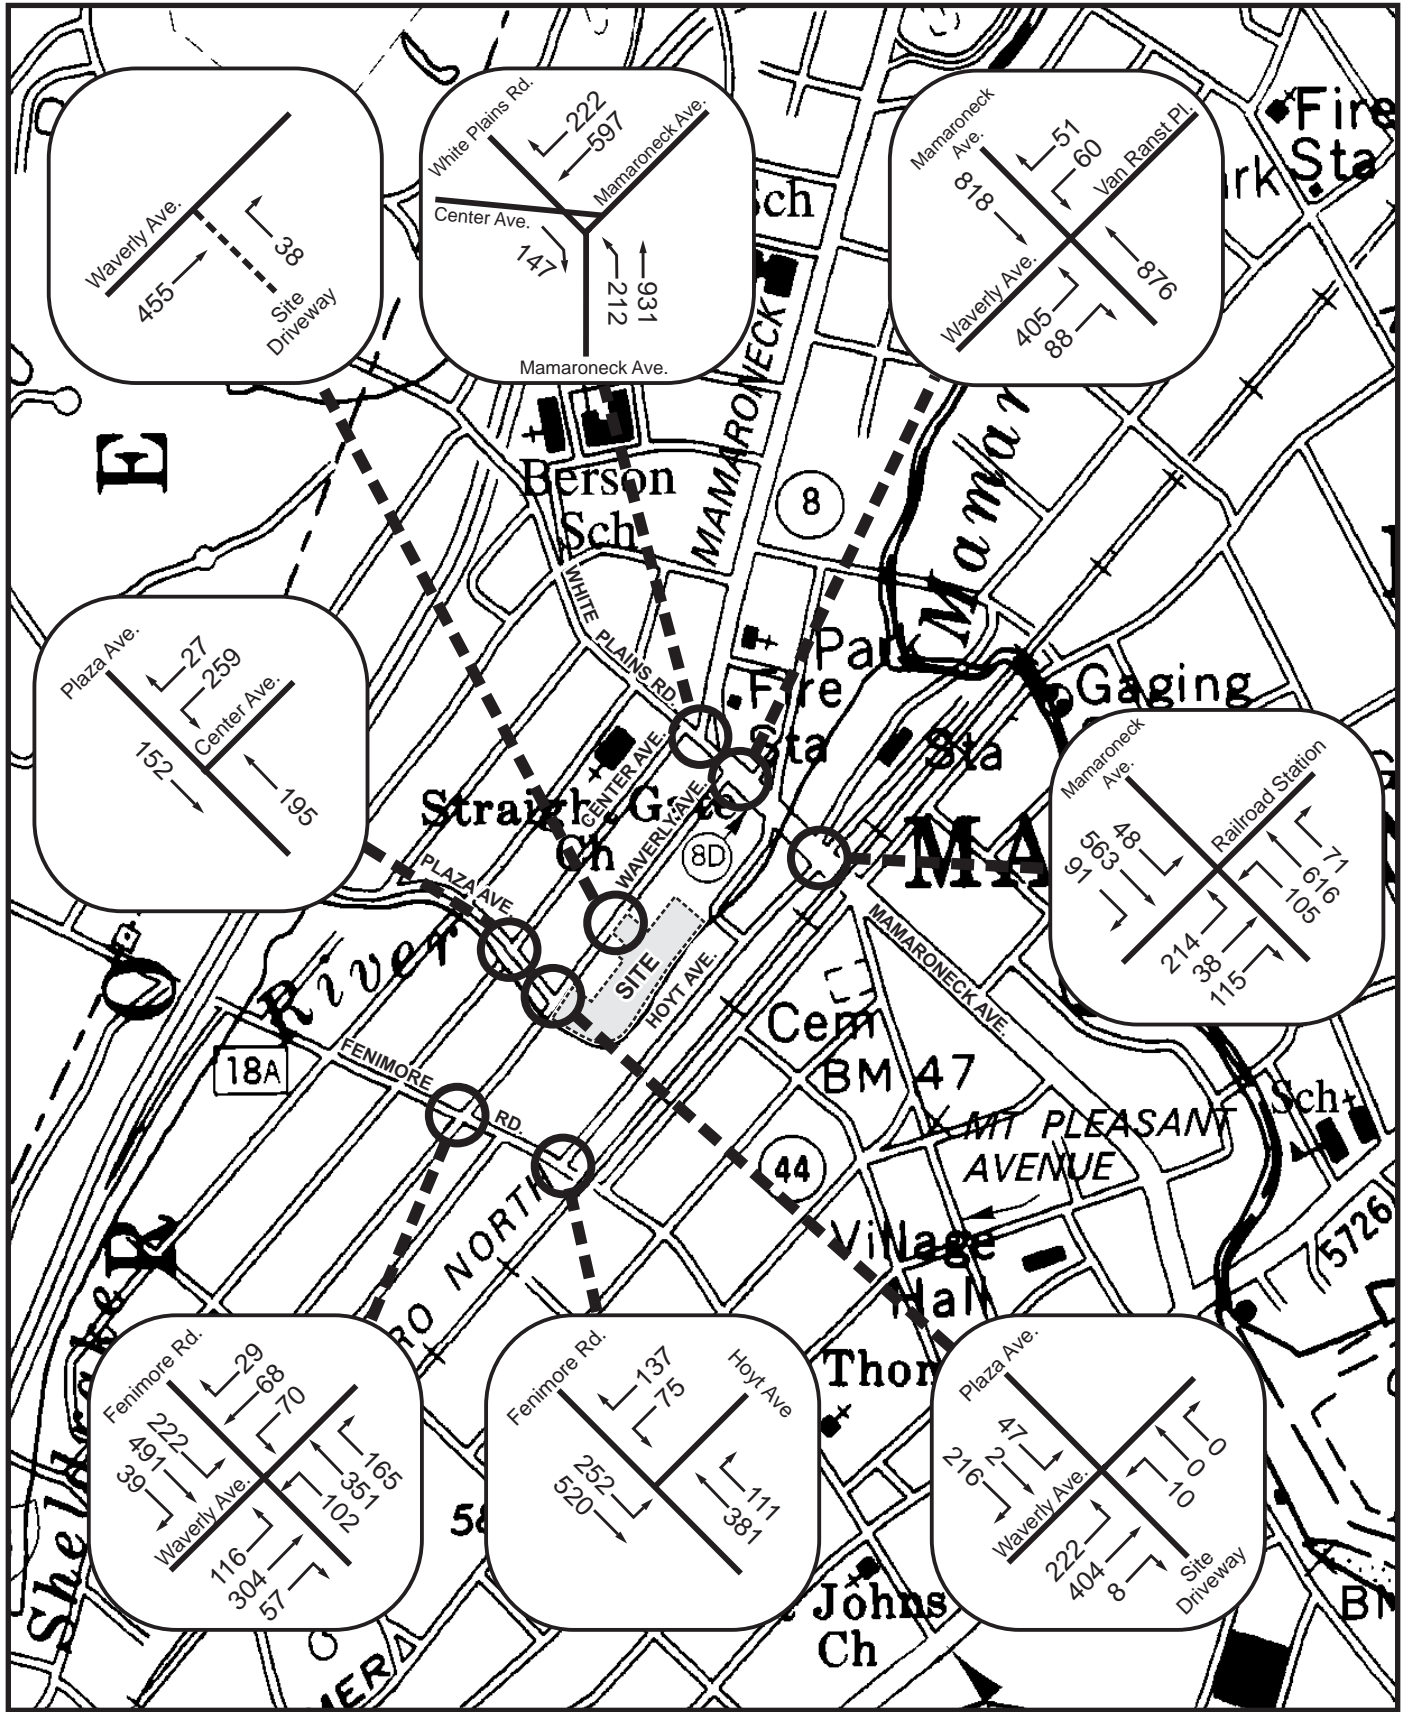 Waverly Ave.
455
38
Site
Driveway
White Plains Rd.
222
597
Mamaroneck Ave.
Center Ave.
147
212
931
Mamaroneck Ave.
Mamaroneck
Ave.
51
60
Van Ranst Pl.
818
Waverly Ave.
405
88
876
Fire
Sta
Sch
E
MAMARONECK
8
Berson
Sch
WHITE PLAINS RD.
Park
Fire
Sta
Gaging
Sta
Plaza Ave.
27
259
Center Ave.
152
195
CENTER AVE.
Straight Gate
Ch
WAVERLY AVE.
8D
MA
PLAZA AVE.
SITE
HOYT AVE.
MAMARONECK AVE.
Mamaroneck
Ave.
Railroad Station
48
563
91
71
616
105
214
38
115
O
River
18A
FENIMORE RD.
Cem
BM 47
MT PLEASANT
AVENUE
Sch
44
NORTH
R
Village
Hall
5726
Sheldrake
Fenimore Rd.
29
68
70
222
491
39
Waverly Ave.
165
351
102
116
304
57
Fenimore Rd.
137
75
Hoyt Ave
252
520
111
381
Plaza Ave.
47
2
216
Waverly Ave.
0
0
10
222
404
8
Site
Driveway
Johns
Ch